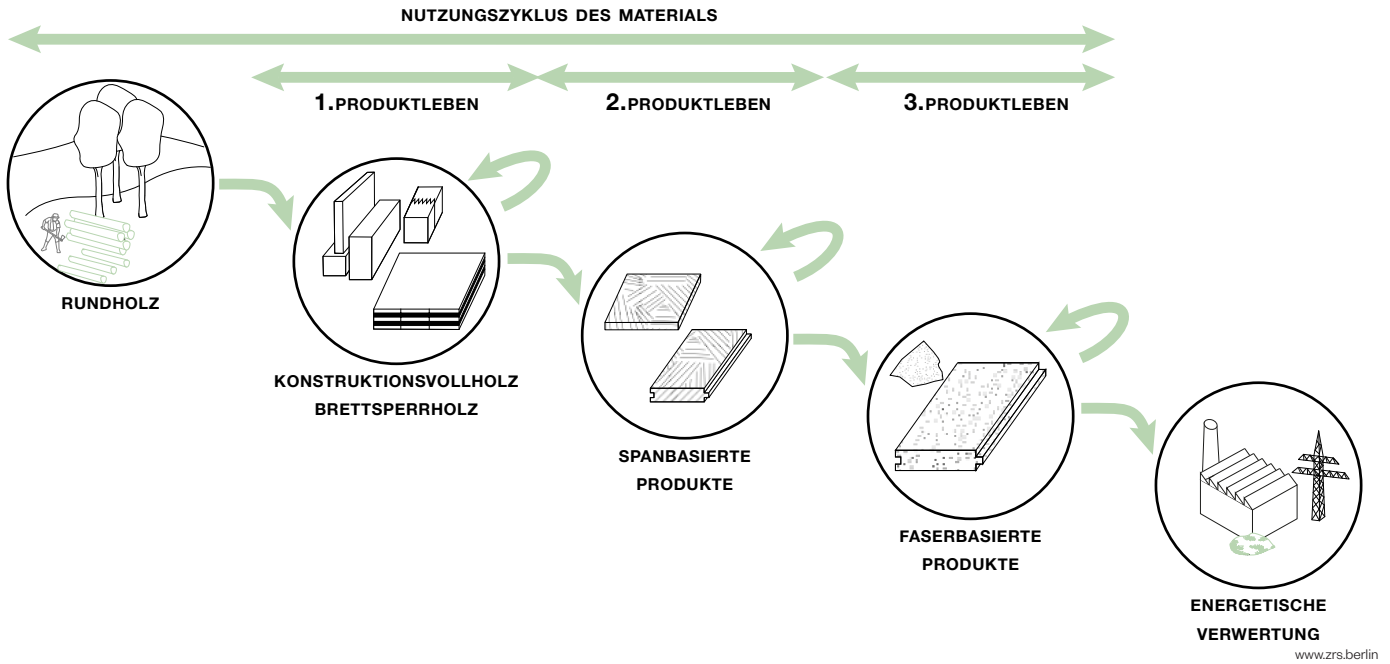 NUTZUNGSZYKLUS DES MATERIALS
1.PRODUKTLEBEN
2.PRODUKTLEBEN
3.PRODUKTLEBEN
RUNDHOLZ
KONSTRUKTIONSVOLLHOLZ
BRETTSPERRHOLZ
SPANBASIERTE
PRODUKTE
FASERBASIERTE
PRODUKTE
ENERGETISCHE
VERWERTUNG
www.zrs.berlin